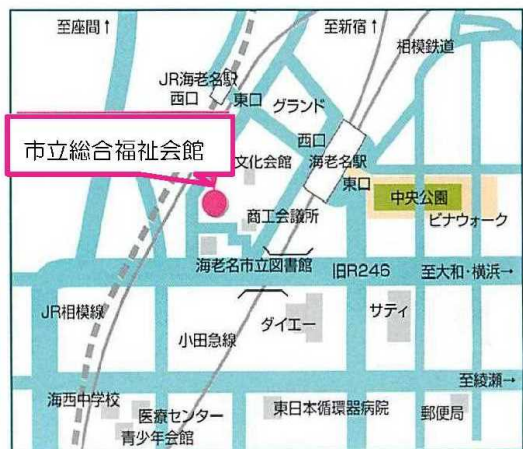 至座間↑
至新宿↑
相模鉄道
JR海老名駅
西口
東口
グランド
市立総合福祉会館
文化会館
西口
海老名駅
東口
中央公園
ビナウォーク
商工会議所
海老名市立図書館
旧R246
至大和・横浜→
JR相模線
小田急線
ダイエー
サティ
至綾瀬→
海西中学校
医療センター
青少年会館
東日本循環器病院
郵便局